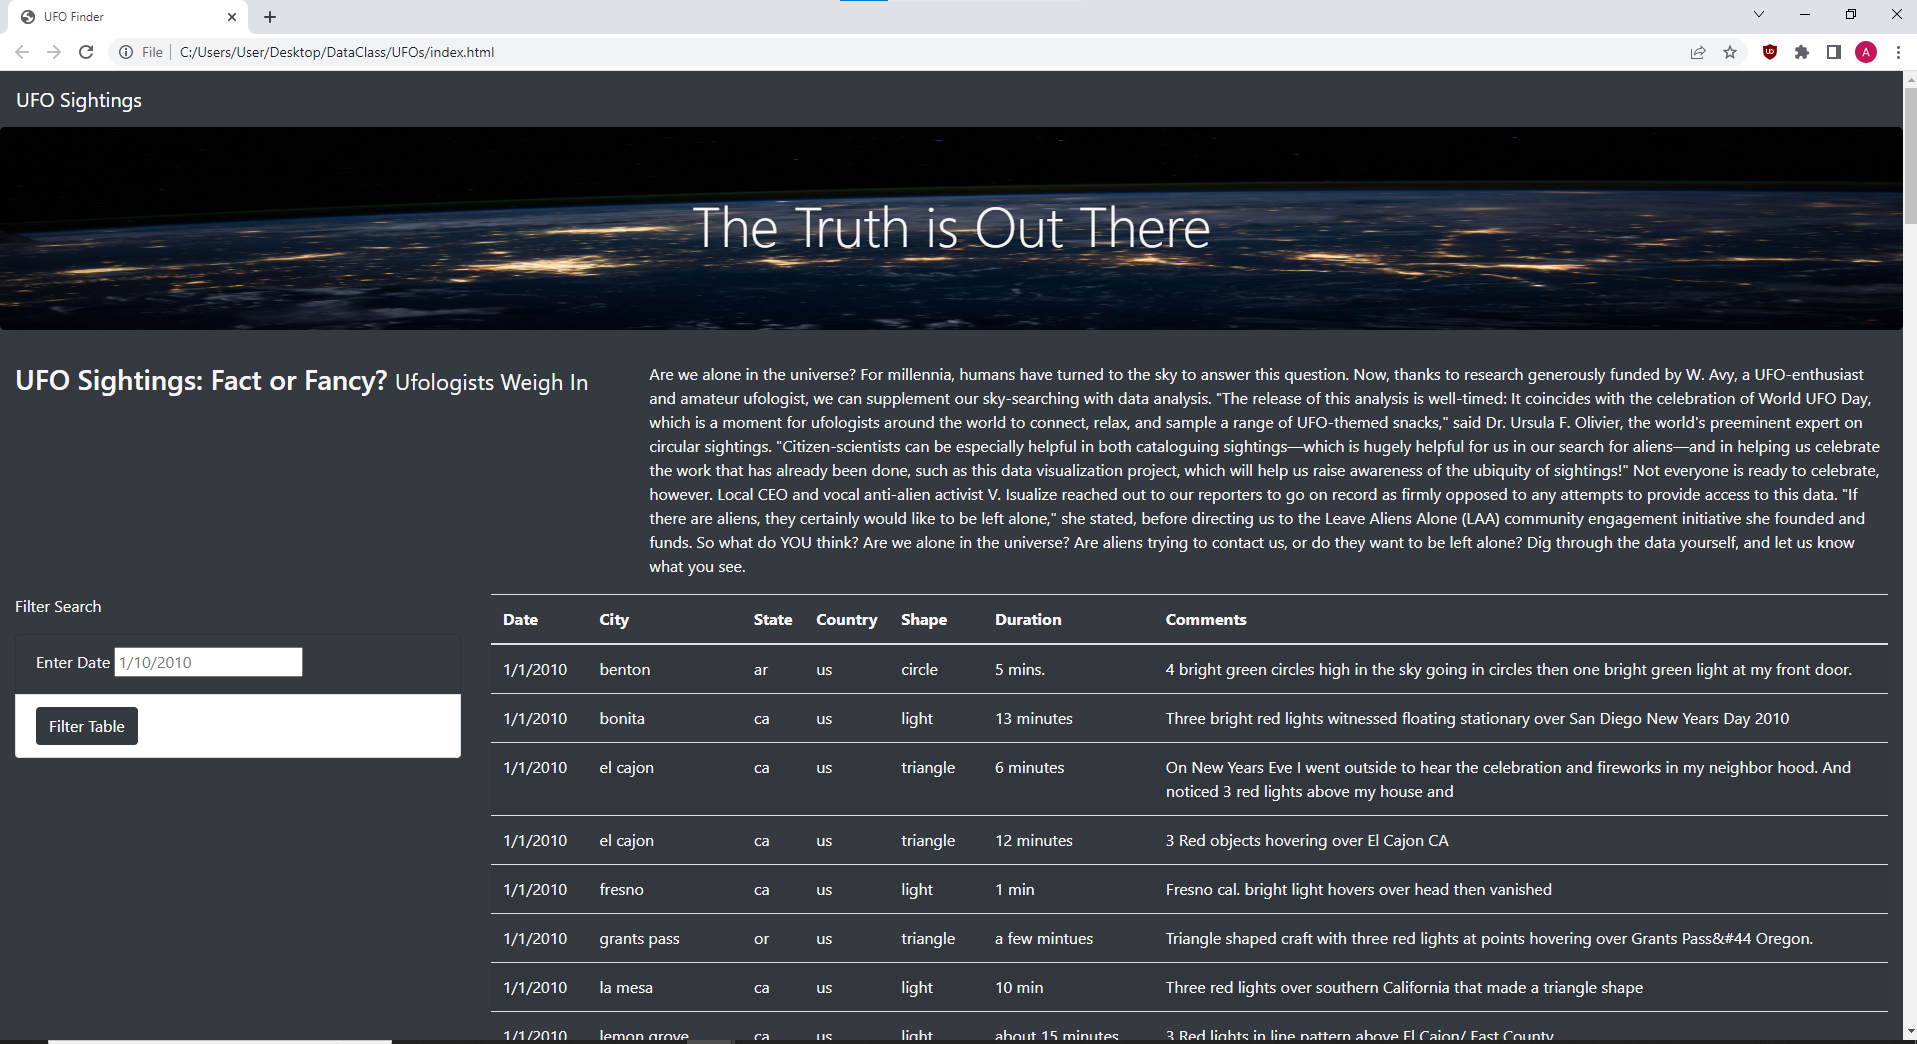 UFO Finder
File C:/Users/User/Desktop/DataClass/UFOs/index.html
A
UFO Sightings
The Truth is Out There
UFO Sightings: Fact or Fancy? Ufologists Weigh In
Are we alone in the universe? For millennia, humans have turned to the sky to answer this question. Now, thanks to research generously funded by W. Avy, a UFO-enthusiast
and amateur ufologist, we can supplement our sky-searching with data analysis. "The release of this analysis is well-timed: It coincides with the celebration of World UFO Day,
which is a moment for ufologists around the world to connect, relax, and sample a range of UFO-themed snacks," said Dr. Ursula F. Olivier, the world's preeminent expert on
circular sightings. "Citizen-scientists can be especially helpful in both cataloguing sightings—which is hugely helpful for us in our search for aliens—and in helping us celebrate
the work that has already been done, such as this data visualization project, which will help us raise awareness of the ubiquity of sightings!" Not everyone is ready to celebrate,
however. Local CEO and vocal anti-alien activist V. Isualize reached out to our reporters to go on record as firmly opposed to any attempts to provide access to this data. "If
there are aliens, they certainly would like to be left alone," she stated, before directing us to the Leave Aliens Alone (LAA) community engagement initiative she founded and
funds. So what do YOU think? Are we alone in the universe? Are aliens trying to contact us, or do they want to be left alone? Dig through the data yourself, and let us know
what you see.
Filter Search
Enter Date 1/10/2010
Filter Table
Date City State Country Shape Duration Comments
1/1/2010 benton ar us circle 5 mins. 4 bright green circles high in the sky going in circles then one bright green light at my front door.
1/1/2010 bonita ca us light 13 minutes Three bright red lights witnessed floating stationary over San Diego New Years Day 2010
1/1/2010 el cajon ca us triangle 6 minutes On New Years Eve I went outside to hear the celebration and fireworks in my neighbor hood. And
noticed 3 red lights above my house and
1/1/2010 el cajon ca us triangle 12 minutes 3 Red objects hovering over El Cajon CA
1/1/2010 fresno ca us light 1 min Fresno cal. bright light hovers over head then vanished
1/1/2010 grants pass or us triangle a few mintues Triangle shaped craft with three red lights at points hovering over Grants Pass&#44 Oregon.
1/1/2010 la mesa ca us light 10 min Three red lights over southern California that made a triangle shape
1/1/2010 lemon grove ca us light about 15 minutes 3 Red lights in line pattern above El Cajon/ East County